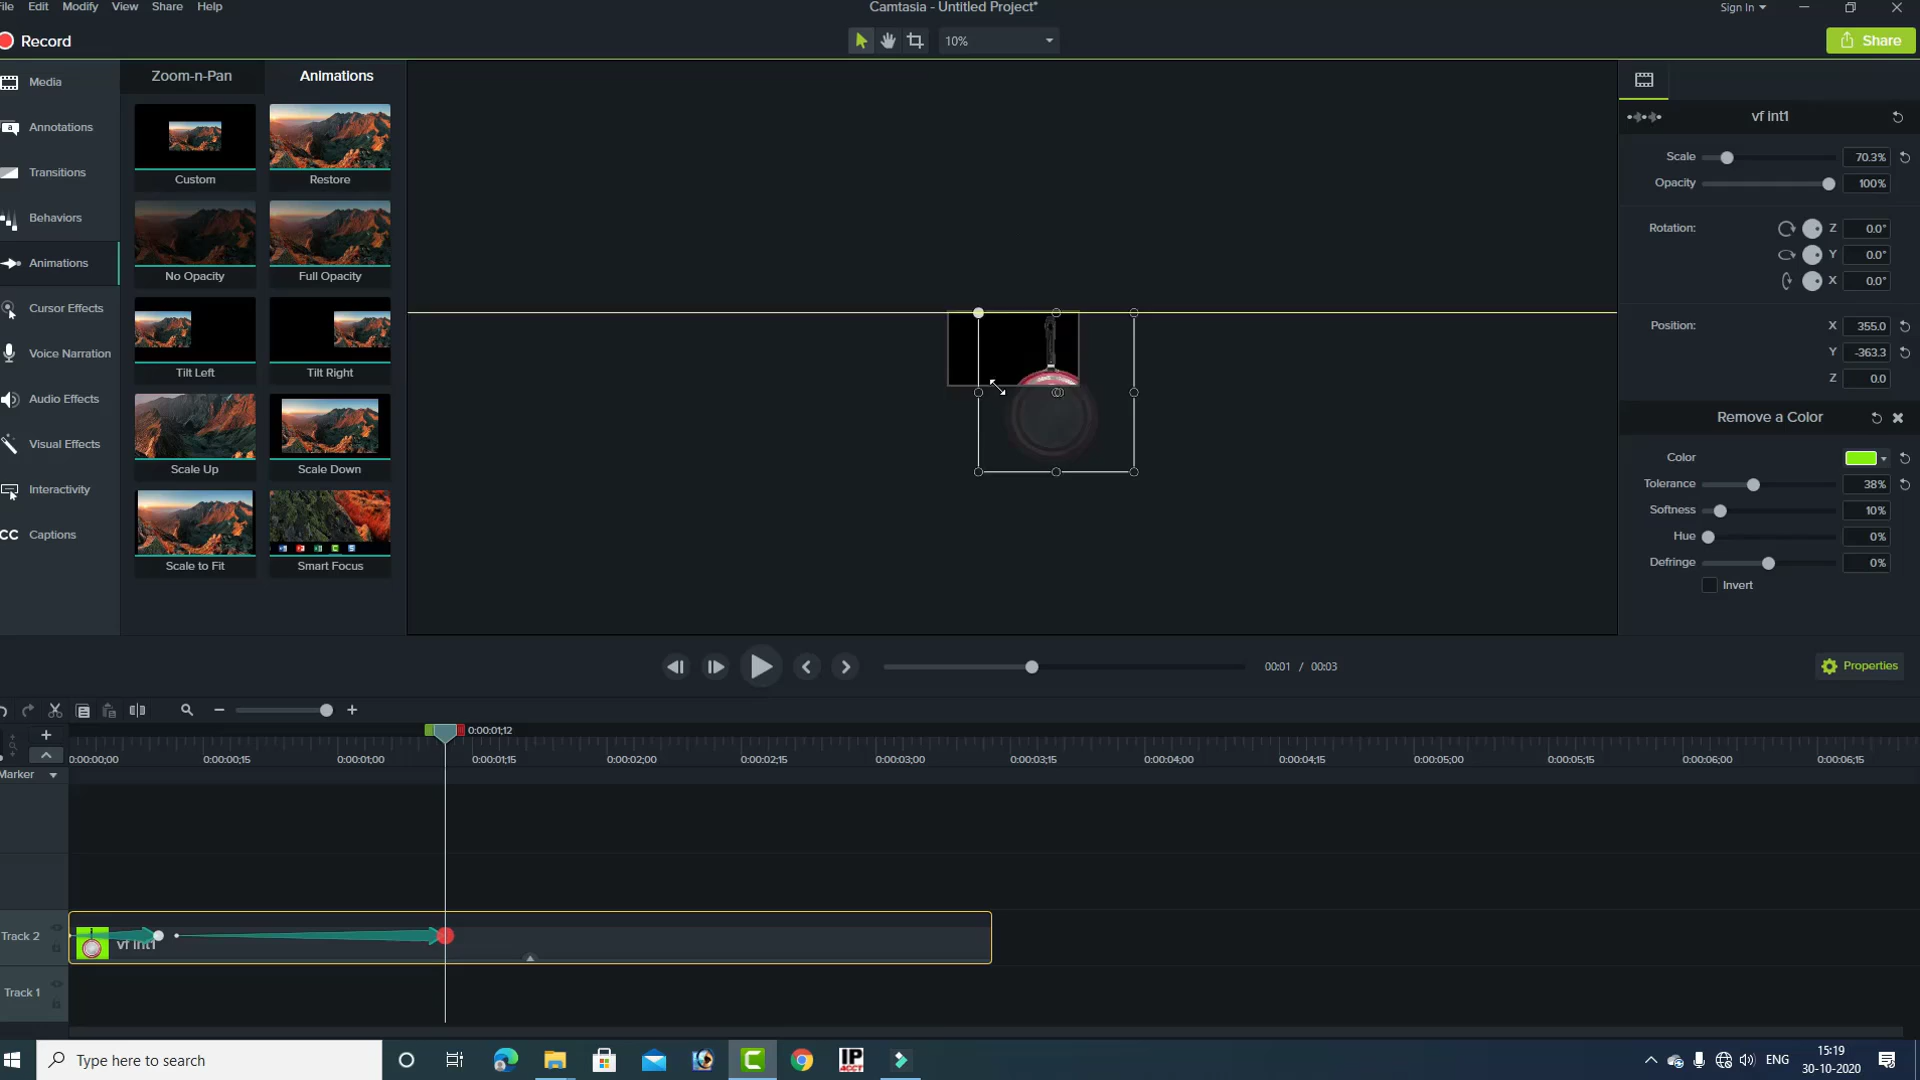 File Edit Modify View Share Help
Camtasia - Untitled Project*
Sign In
Record
10%
Share
Media
Annotations
Transitions
Behaviors
Animations
Cursor Effects
Voice Narration
Audio Effects
Visual Effects
Interactivity
CC Captions
Zoom-n-Pan Animations
Custom Restore
No Opacity Full Opacity
Tilt Left Tilt Right
Scale Up Scale Down
Scale to Fit Smart Focus
vf int1
Scale 70.3%
Opacity 100%
Rotation: Z 0.0°
Y 0.0°
X 0.0°
Position: X 355.0
Y -363.3
Z 0.0
Remove a Color
Color
Tolerance 38%
Softness 10%
Hue 0%
Defringe 0%
Invert
00:01 / 00:03
Properties
0:00:01;12
0:00:00;00 0:00:00;15 0:00:01;00 0:00:01;15 0:00:02;00 0:00:02;15 0:00:03;00 0:00:03;15 0:00:04;00 0:00:04;15 0:00:05;00 0:00:05;15 0:00:06;00 0:00:06;15
Marker
Track 2
vf int1
Track 1
Type here to search
IP
ACCT
ENG
15:19
30-10-2020